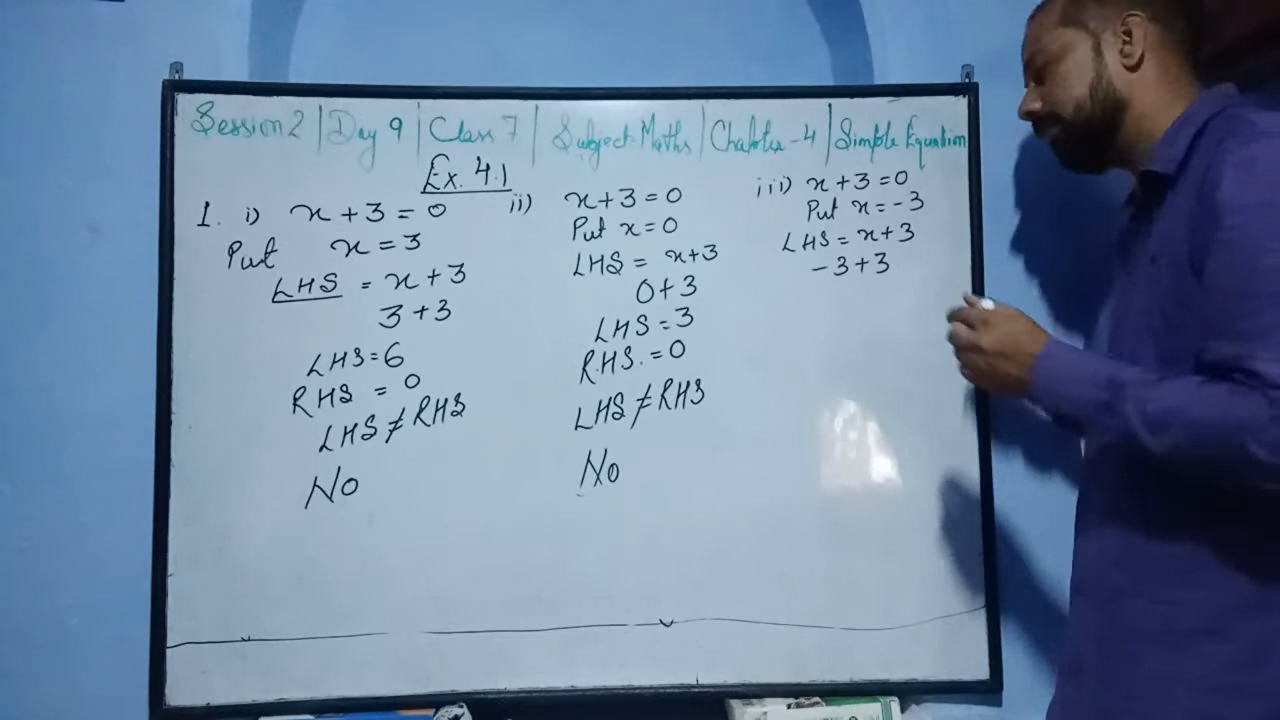 Session 2 | Day 9 | Class 7 | Subject-Maths | Chapter-4 | Simple Equation
Ex. 4.1
1. i) x + 3 = 0
Put x = 3
LHS = x + 3
3 + 3
LHS = 6
RHS = 0
LHS ≠ RHS
No
ii) x + 3 = 0
Put x = 0
LHS = x + 3
0 + 3
LHS = 3
R.H.S. = 0
LHS ≠ RHS
No
iii) x + 3 = 0
Put x = -3
LHS = x + 3
-3 + 3